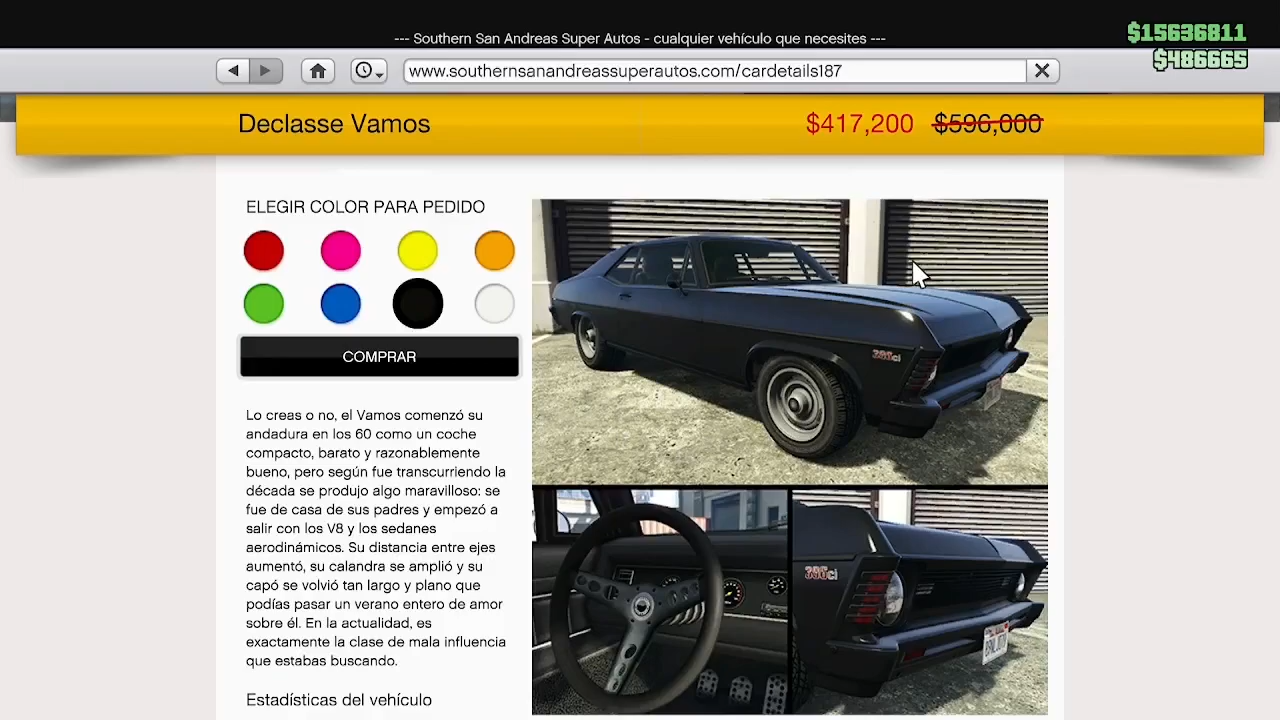 --- Southern San Andreas Super Autos - cualquier vehículo que necesites ---
$15636811
$486665
www.southernsanandreassuperautos.com/cardetails187
Declasse Vamos
$417,200 $596,000
ELEGIR COLOR PARA PEDIDO
COMPRAR
Lo creas o no, el Vamos comenzó su
andadura en los 60 como un coche
compacto, barato y razonablemente
bueno, pero según fue transcurriendo la
década se produjo algo maravilloso: se
fue de casa de sus padres y empezó a
salir con los V8 y los sedanes
aerodinámicos. Su distancia entre ejes
aumentó, su calandra se amplió y su
capó se volvió tan largo y plano que
podías pasar un verano entero de amor
sobre él. En la actualidad, es
exactamente la clase de mala influencia
que estabas buscando.
Estadísticas del vehículo